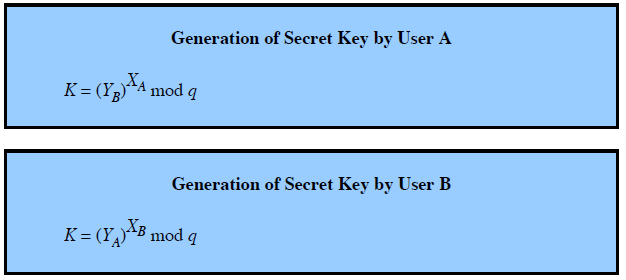 Generation of Secret Key by User A
K = (Y_B)^{X_A} mod q
Generation of Secret Key by User B
K = (Y_A)^{X_B} mod q